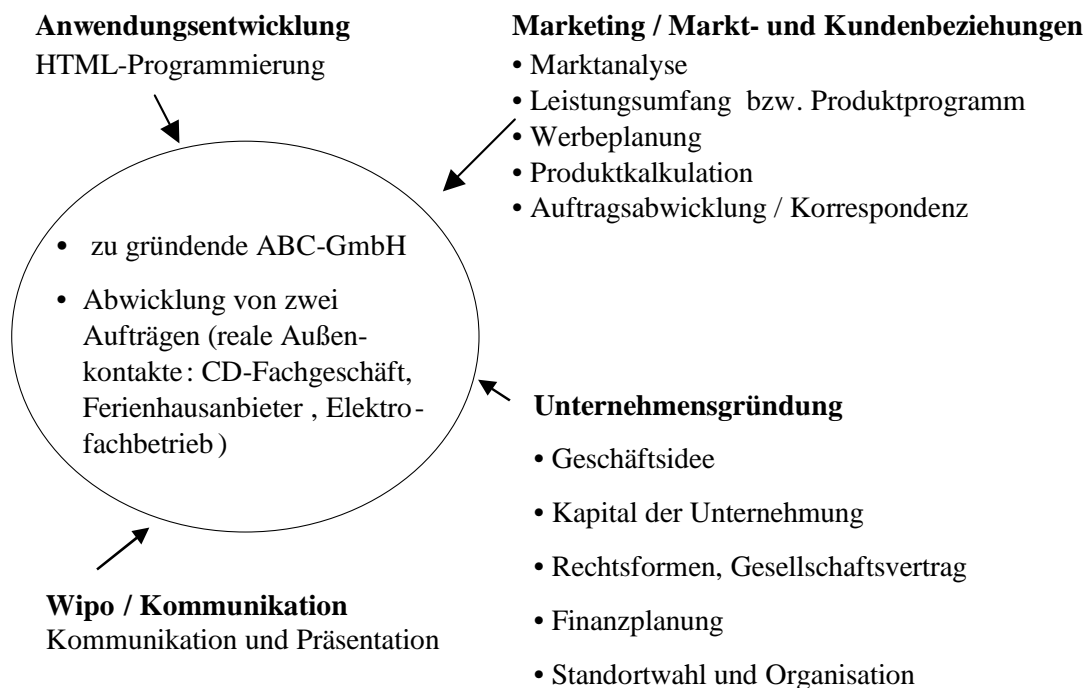 Anwendungsentwicklung
HTML-Programmierung
Marketing / Markt- und Kundenbeziehungen
• Marktanalyse
• Leistungsumfang bzw. Produktprogramm
• Werbeplanung
• Produktkalkulation
• Auftragsabwicklung / Korrespondenz
• zu gründende ABC-GmbH
• Abwicklung von zwei
Aufträgen (reale Außen-
kontakte: CD-Fachgeschäft,
Ferienhausanbieter , Elektro-
fachbetrieb)
Unternehmensgründung
• Geschäftsidee
• Kapital der Unternehmung
• Rechtsformen, Gesellschaftsvertrag
• Finanzplanung
• Standortwahl und Organisation
Wipo / Kommunikation
Kommunikation und Präsentation